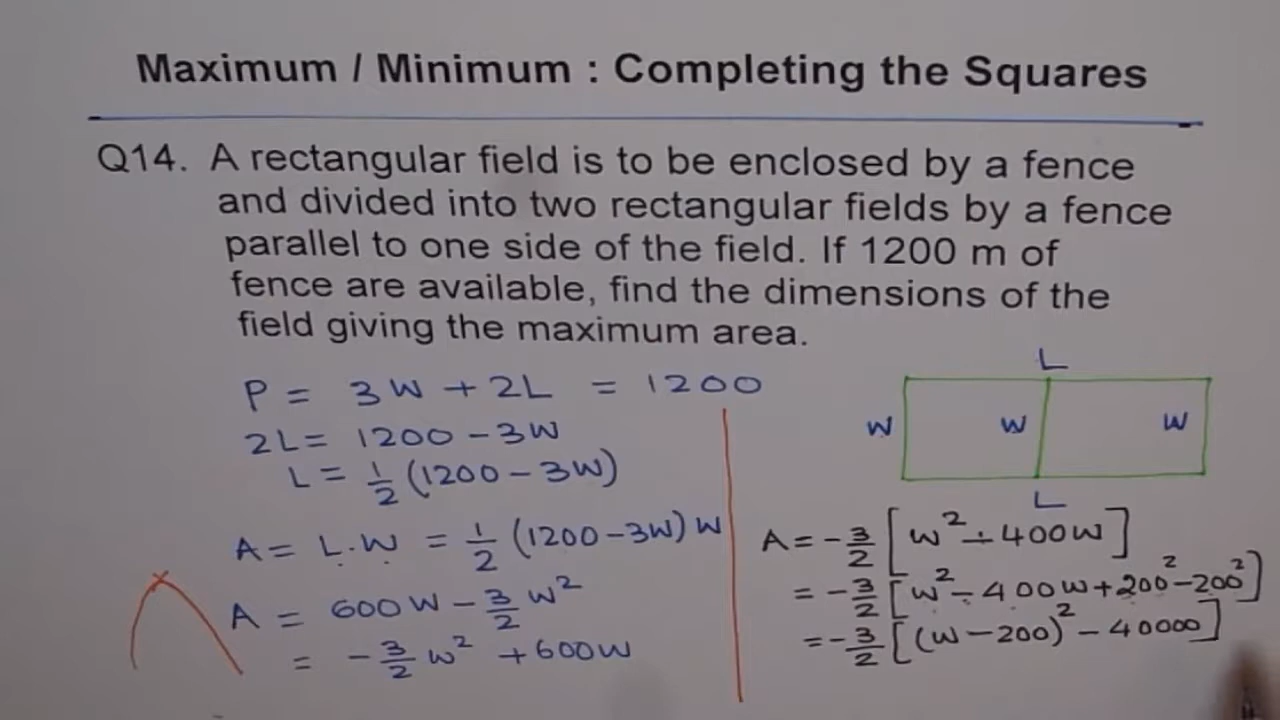 Maximum / Minimum : Completing the Squares
Q14. A rectangular field is to be enclosed by a fence
and divided into two rectangular fields by a fence
parallel to one side of the field. If 1200 m of
fence are available, find the dimensions of the
field giving the maximum area.
P = 3W + 2L = 1200
2L = 1200 - 3W
L = 1/2 (1200 - 3W)
A = L.W = 1/2 (1200 - 3W) W
A = 600W - 3/2 W²
= - 3/2 W² + 600W
L
W W W
L
A = - 3/2 [W² - 400W]
= - 3/2 [W² - 400W + 200² - 200²]
= - 3/2 [(W - 200)² - 40000]